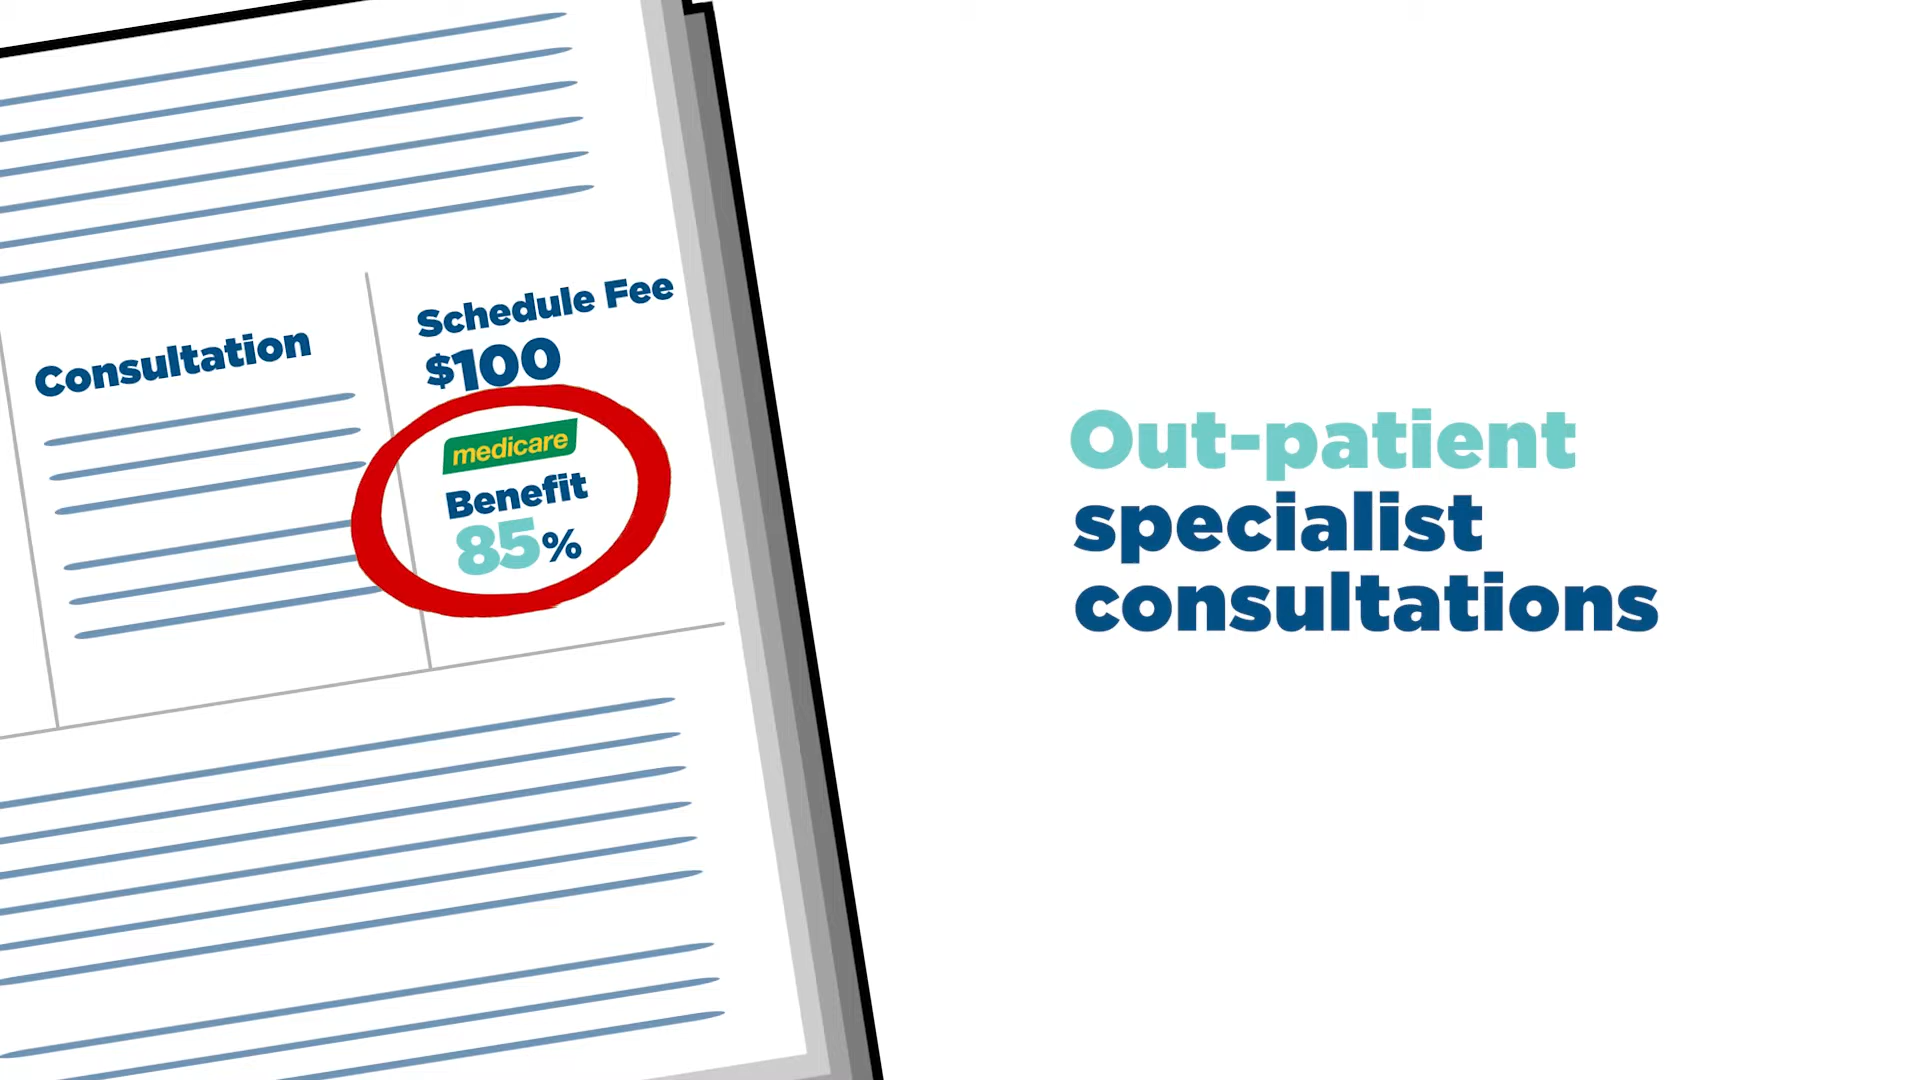 Consultation
Schedule Fee
$100
medicare
Benefit
85%
Out-patient
specialist
consultations